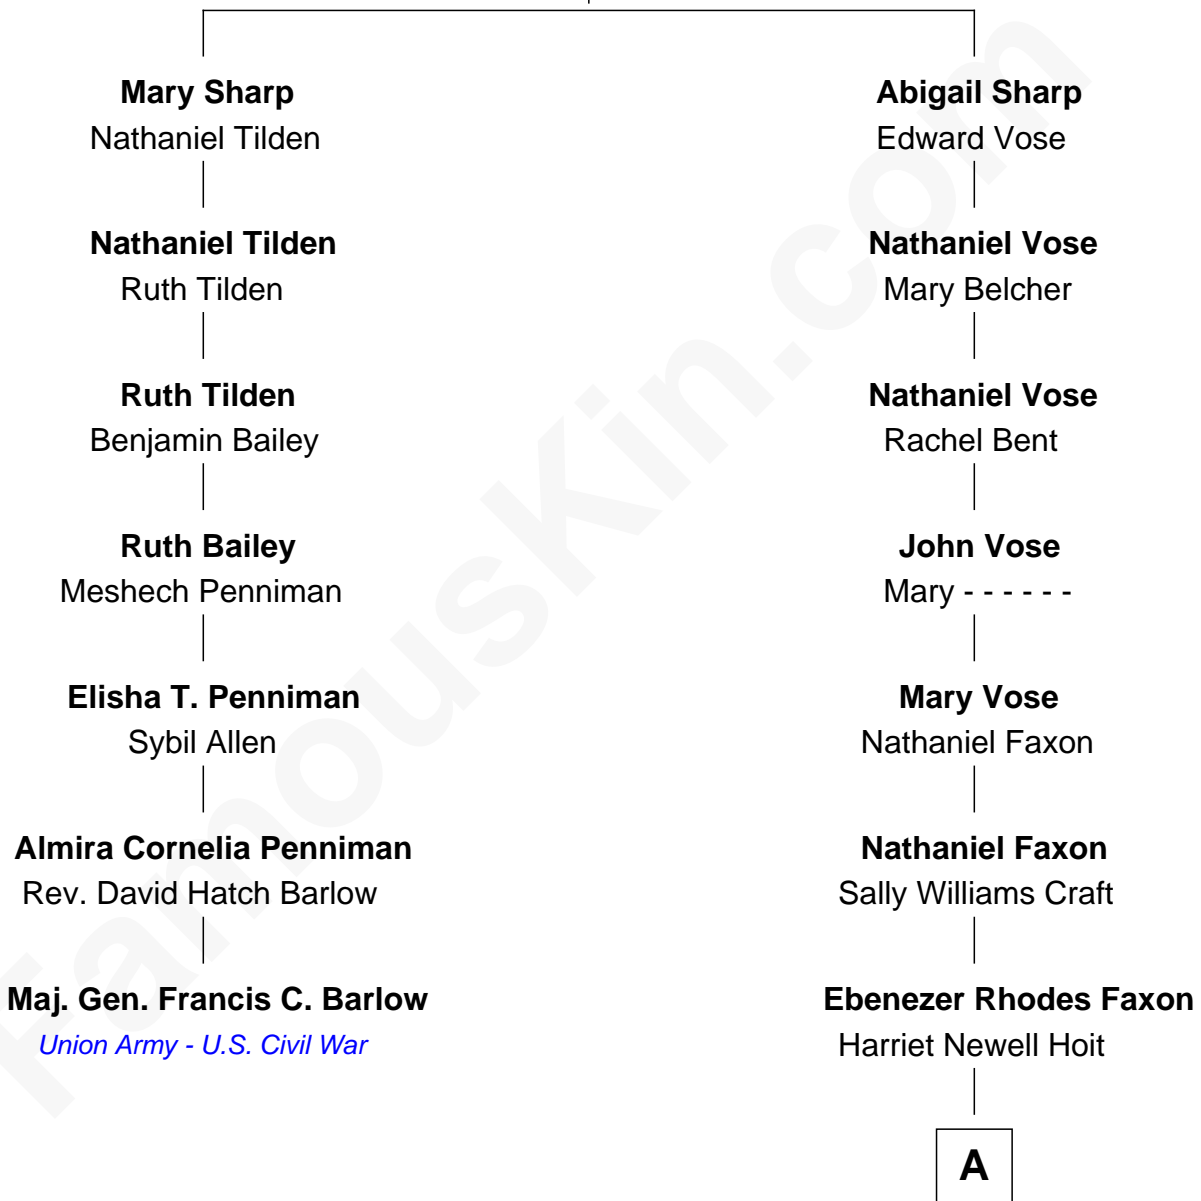 Mary Sharp
Nathaniel Tilden
Nathaniel Tilden
Ruth Tilden
Ruth Tilden
Benjamin Bailey
Ruth Bailey
Meshech Penniman
Elisha T. Penniman
Sybil Allen
Almira Cornelia Penniman
Rev. David Hatch Barlow
Maj. Gen. Francis C. Barlow
Union Army - U.S. Civil War
Abigail Sharp
Edward Vose
Nathaniel Vose
Mary Belcher
Nathaniel Vose
Rachel Bent
John Vose
Mary - - - - - -
Mary Vose
Nathaniel Faxon
Nathaniel Faxon
Sally Williams Craft
Ebenezer Rhodes Faxon
Harriet Newell Hoit
A
FamousKin.com